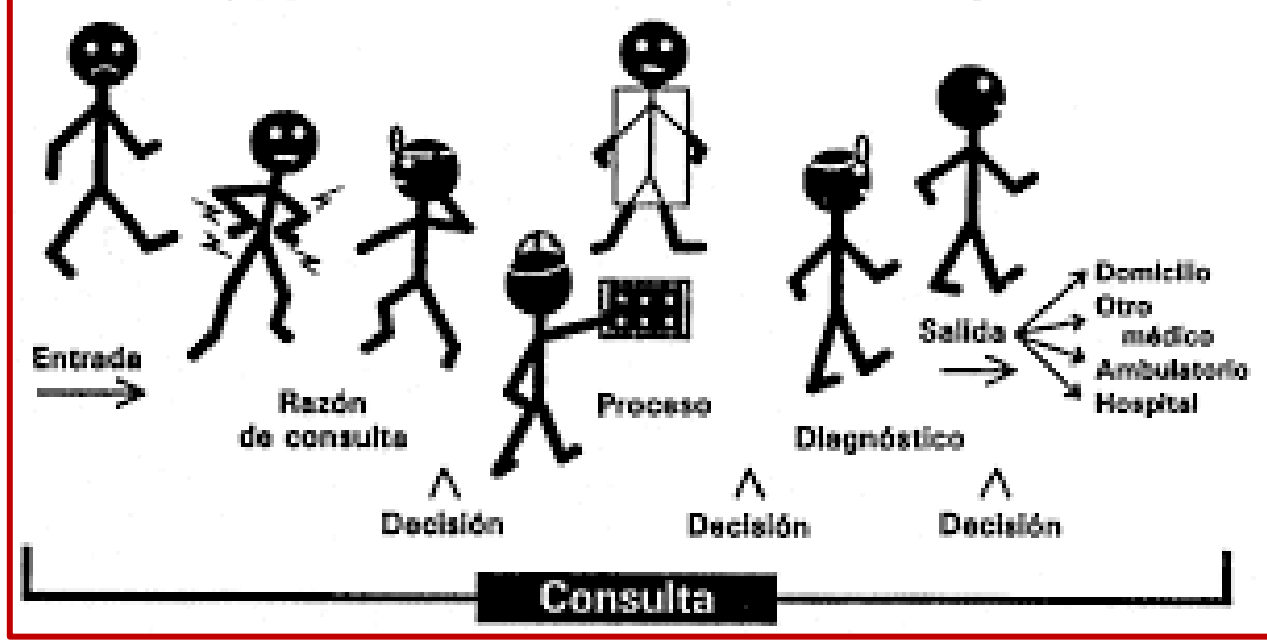 Entrada
Razón
de consulta
Proceso
Diagnóstico
Salida
Domicilio
Otro
médico
Ambulatorio
Hospital
Decisión
Decisión
Decisión
Consulta